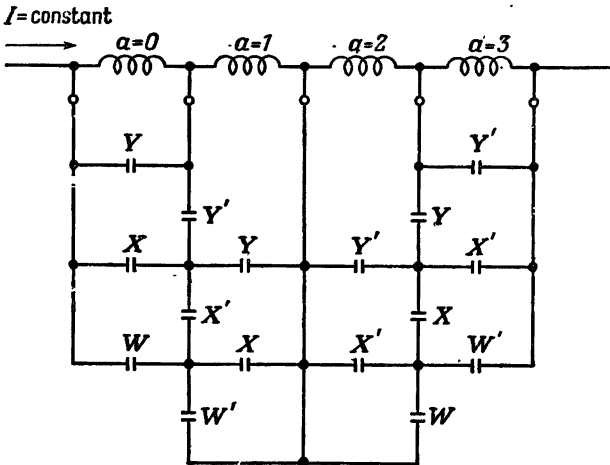 I=constant
a=0 a=1 a=2 a=3
Y Y'
Y' Y
X Y Y' X'
X' X
W X X' W'
W' W